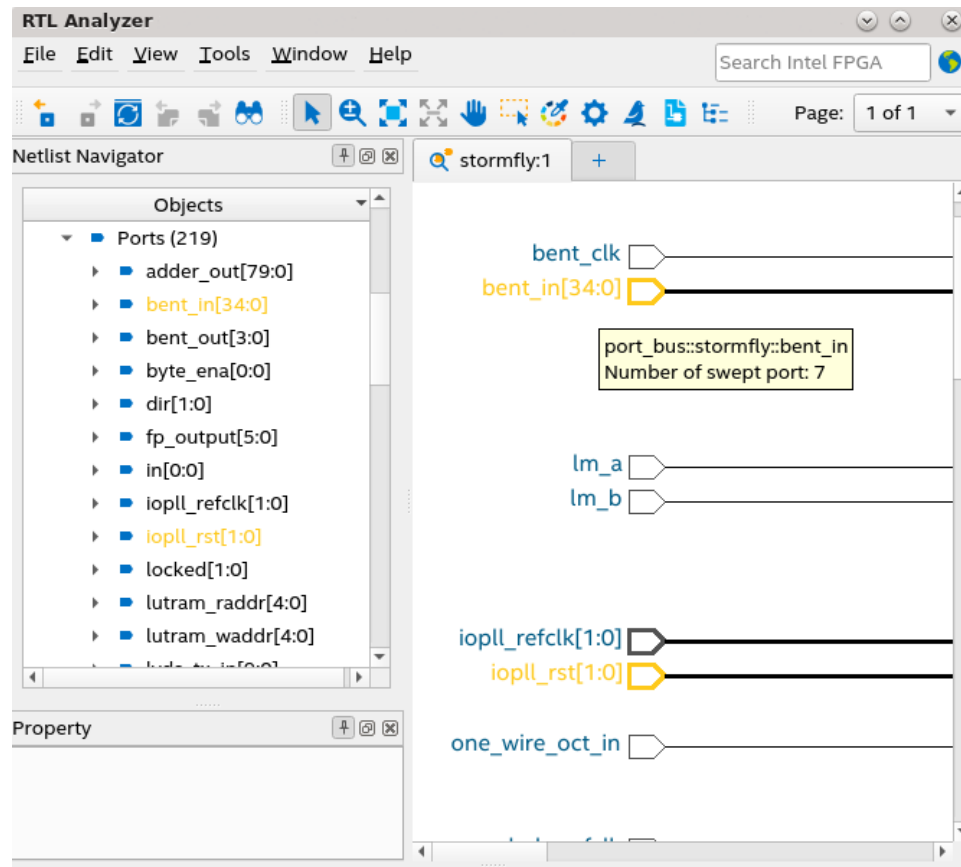 RTL Analyzer
File Edit View Tools Window Help
Search Intel FPGA
Page: 1 of 1
Netlist Navigator
stormfly:1
+
Objects
Ports (219)
adder_out[79:0]
bent_in[34:0]
bent_out[3:0]
byte_ena[0:0]
dir[1:0]
fp_output[5:0]
in[0:0]
iopll_refclk[1:0]
iopll_rst[1:0]
locked[1:0]
lutram_raddr[4:0]
lutram_waddr[4:0]
Property
bent_clk
bent_in[34:0]
port_bus::stormfly::bent_in
Number of swept port: 7
lm_a
lm_b
iopll_refclk[1:0]
iopll_rst[1:0]
one_wire_oct_in